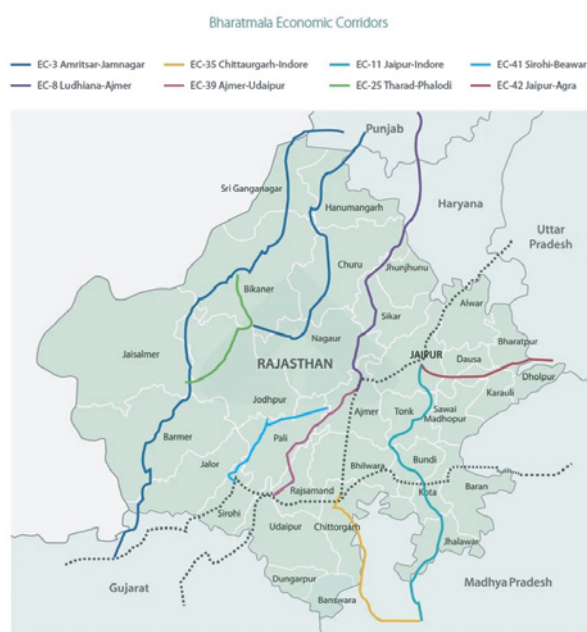 Bharatmala Economic Corridors
EC-3 Amritsar-Jamnagar
EC-35 Chittaurgarh-Indore
EC-11 Jaipur-Indore
EC-41 Sirohi-Beawar
EC-8 Ludhiana-Ajmer
EC-39 Ajmer-Udaipur
EC-25 Tharad-Phalodi
EC-42 Jaipur-Agra
Punjab
Sri Ganganagar
Hanumangarh
Haryana
Uttar
Pradesh
Churu
Jhunjhunu
Bikaner
Alwar
Sikar
Bharatpur
Nagaur
Jaisalmer
JAIPUR
Dausa
RAJASTHAN
Dholpur
Karauli
Jodhpur
Ajmer
Tonk
Sawai
Madhopur
Barmer
Pali
Bundi
Jalor
Bhilwara
Rajsamand
Kota
Baran
Sirohi
Udaipur
Chittorgarh
Jhalawar
Dungarpur
Gujarat
Madhya Pradesh
Banswara